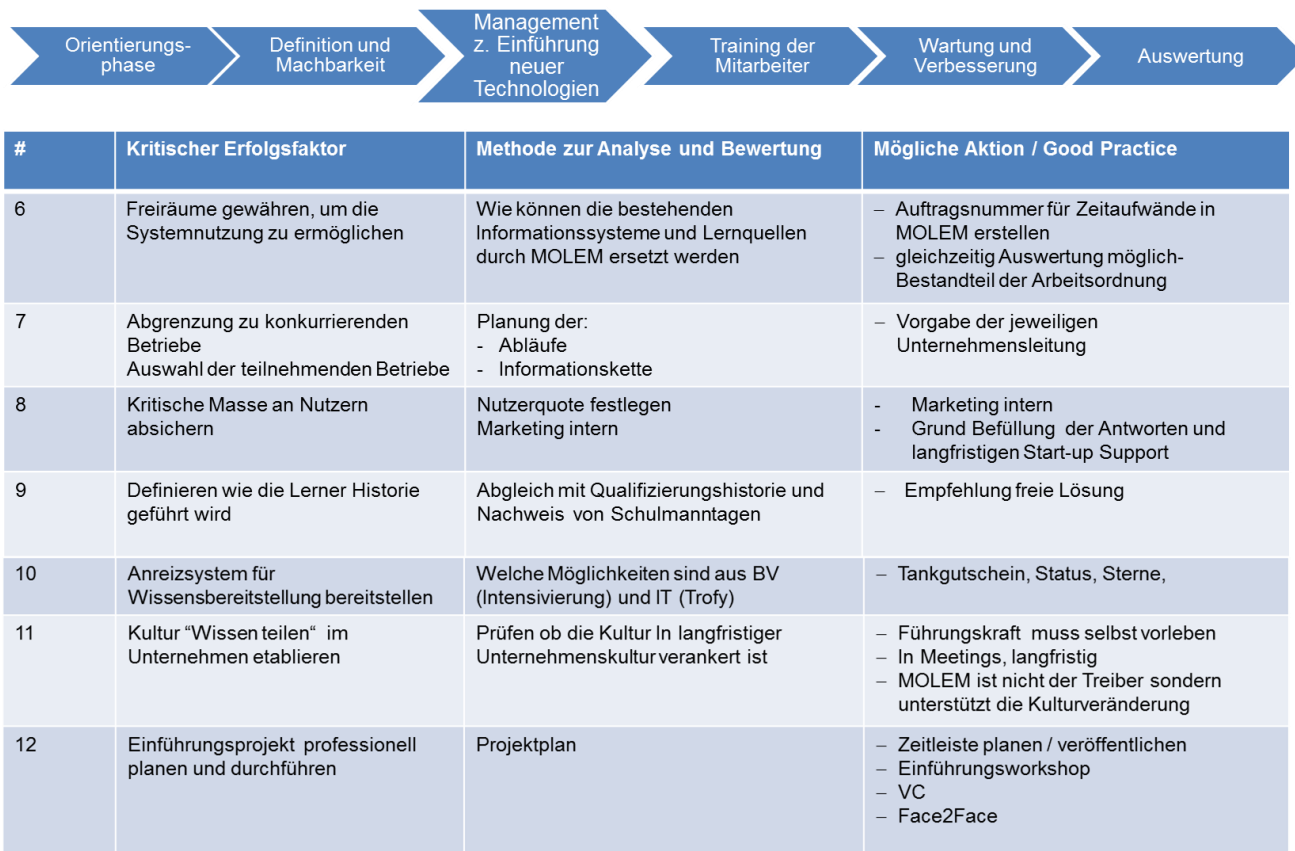 Orientierungs-
phase
Definition und
Machbarkeit
Management
z. Einführung
neuer
Technologien
Training der
Mitarbeiter
Wartung und
Verbesserung
Auswertung
# Kritischer Erfolgsfaktor Methode zur Analyse und Bewertung Mögliche Aktion / Good Practice
6
Freiräume gewähren, um die
Systemnutzung zu ermöglichen
Wie können die bestehenden
Informationssysteme und Lernquellen
durch MOLEM ersetzt werden
– Auftragsnummer für Zeitaufwände in
MOLEM erstellen
– gleichzeitig Auswertung möglich-
Bestandteil der Arbeitsordnung
7
Abgrenzung zu konkurrierenden
Betriebe
Auswahl der teilnehmenden Betriebe
Planung der:
- Abläufe
- Informationskette
– Vorgabe der jeweiligen
Unternehmensleitung
8
Kritische Masse an Nutzern
absichern
Nutzerquote festlegen
Marketing intern
- Marketing intern
- Grund Befüllung der Antworten und
langfristigen Start-up Support
9
Definieren wie die Lerner Historie
geführt wird
Abgleich mit Qualifizierungshistorie und
Nachweis von Schulmanntagen
– Empfehlung freie Lösung
10
Anreizsystem für
Wissensbereitstellung bereitstellen
Welche Möglichkeiten sind aus BV
(Intensivierung) und IT (Trofy)
– Tankgutschein, Status, Sterne,
11
Kultur “Wissen teilen“ im
Unternehmen etablieren
Prüfen ob die Kultur In langfristiger
Unternehmenskultur verankert ist
– Führungskraft muss selbst vorleben
– In Meetings, langfristig
– MOLEM ist nicht der Treiber sondern
unterstützt die Kulturveränderung
12
Einführungsprojekt professionell
planen und durchführen
Projektplan
– Zeitleiste planen / veröffentlichen
– Einführungsworkshop
– VC
– Face2Face